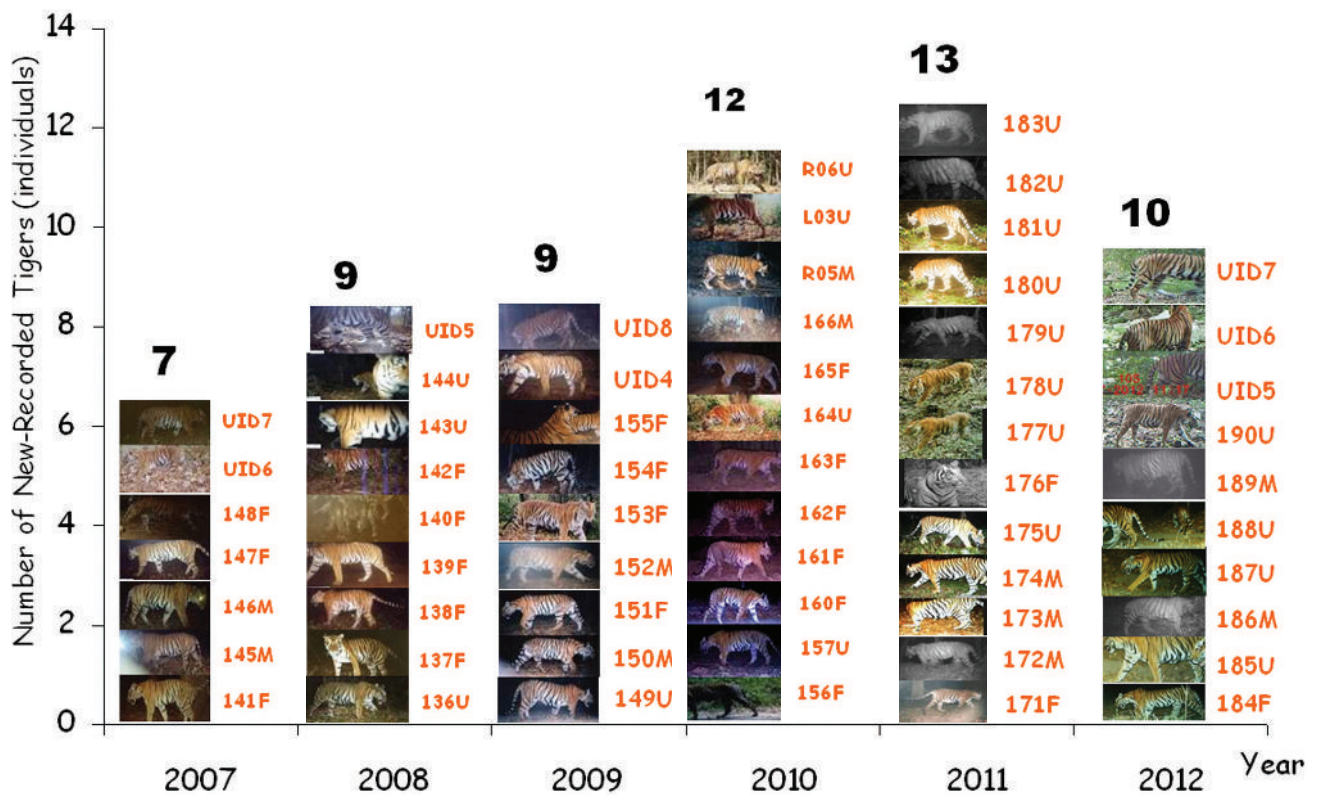 Number of New-Recorded Tigers (individuals)
14
12
10
8
6
4
2
0
7
UID7
UID6
148F
147F
146M
145M
141F
2007
9
UID5
144U
143U
142F
140F
139F
138F
137F
136U
2008
9
UID8
UID4
155F
154F
153F
152M
151F
150M
149U
2009
12
R06U
L03U
R05M
166M
165F
164U
163F
162F
161F
160F
157U
156F
2010
13
183U
182U
181U
180U
179U
178U
177U
176F
175U
174M
173M
172M
171F
2011
10
UID7
UID6
UID5
190U
189M
188U
187U
186M
185U
184F
2012
Year